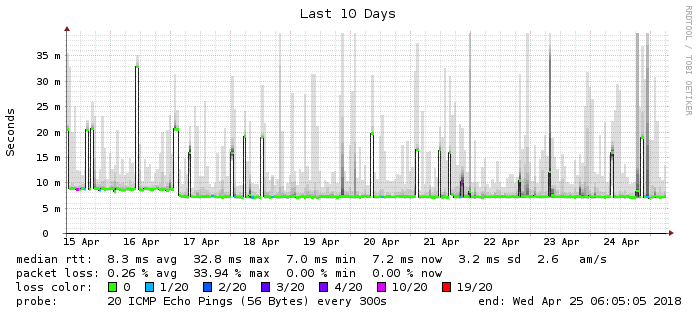 Last 10 Days
RRDTOOL / TOBI OETIKER
Seconds
35 m
30 m
25 m
20 m
15 m
10 m
5 m
0
15 Apr 16 Apr 17 Apr 18 Apr 19 Apr 20 Apr 21 Apr 22 Apr 23 Apr 24 Apr
median rtt: 8.3 ms avg 32.8 ms max 7.0 ms min 7.2 ms now 3.2 ms sd 2.6 am/s
packet loss: 0.26 % avg 33.94 % max 0.00 % min 0.00 % now
loss color: 0 1/20 2/20 3/20 4/20 10/20 19/20
probe: 20 ICMP Echo Pings (56 Bytes) every 300s end: Wed Apr 25 06:05:05 2018